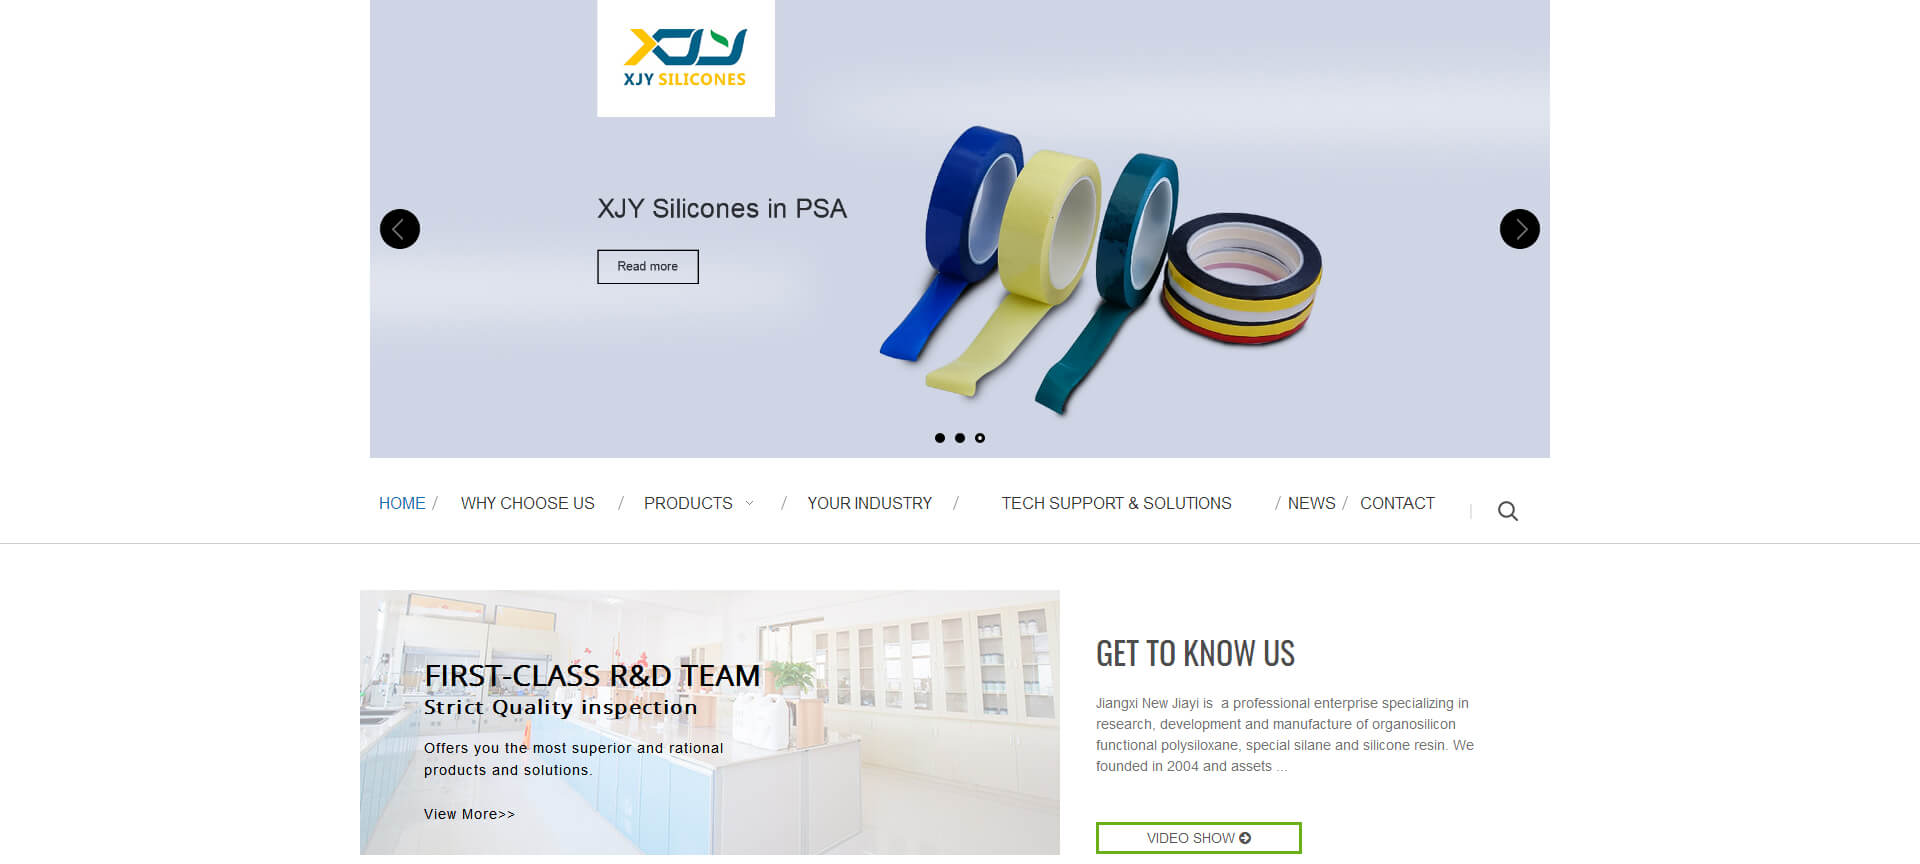 XJY
XJY SILICONES
XJY Silicones in PSA
Read more
HOME / WHY CHOOSE US / PRODUCTS / YOUR INDUSTRY / TECH SUPPORT & SOLUTIONS / NEWS / CONTACT |
FIRST-CLASS R&D TEAM
Strict Quality inspection
Offers you the most superior and rational
products and solutions.
View More>>
GET TO KNOW US
Jiangxi New Jiayi is a professional enterprise specializing in
research, development and manufacture of organosilicon
functional polysiloxane, special silane and silicone resin. We
founded in 2004 and assets ...
VIDEO SHOW